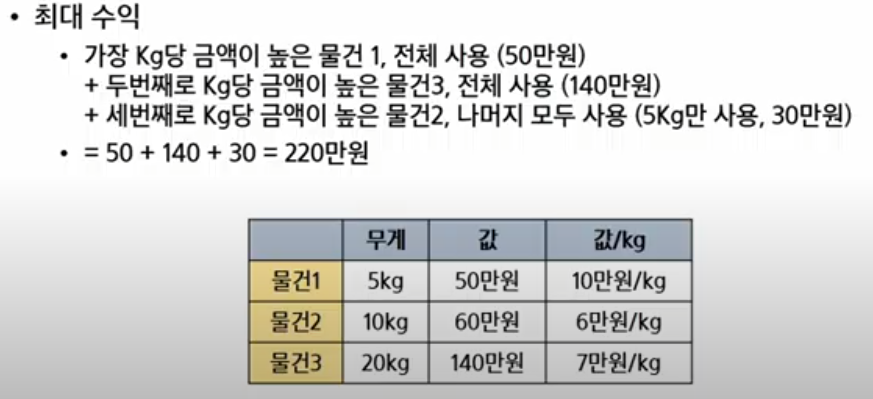 • 최대 수익
• 가장 Kg당 금액이 높은 물건 1, 전체 사용 (50만원)
+ 두번째로 Kg당 금액이 높은 물건3, 전체 사용 (140만원)
+ 세번째로 Kg당 금액이 높은 물건2, 나머지 모두 사용 (5Kg만 사용, 30만원)
• = 50 + 140 + 30 = 220만원
무게 값 값/kg
물건1 5kg 50만원 10만원/kg
물건2 10kg 60만원 6만원/kg
물건3 20kg 140만원 7만원/kg